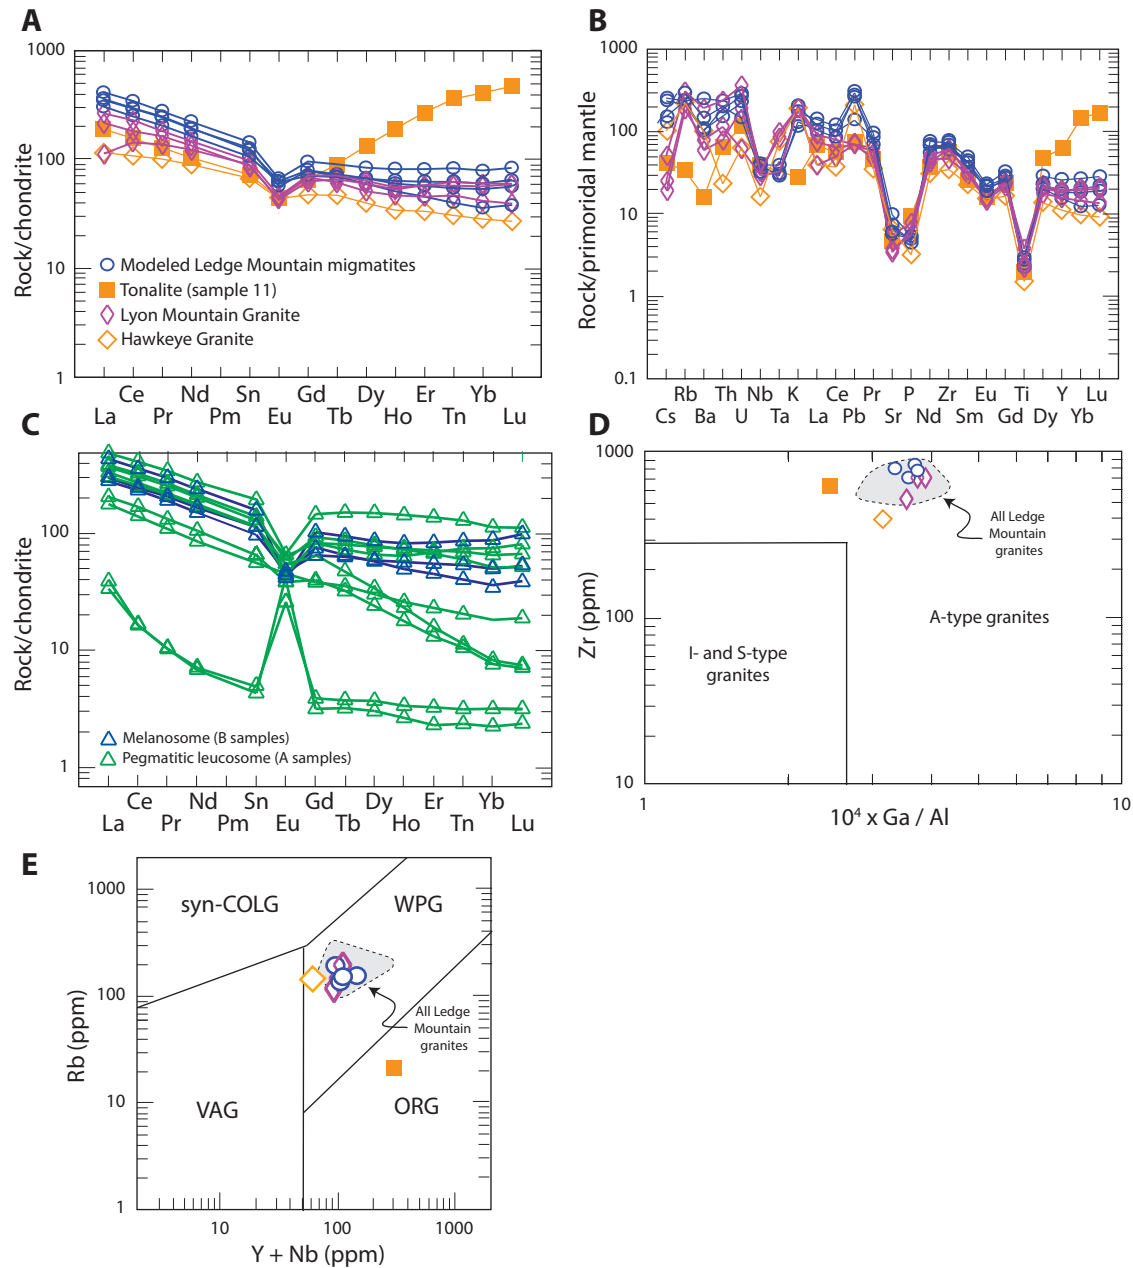 A
1000
100
10
1
Rock/chondrite
Modeled Ledge Mountain migmatites
Tonalite (sample 11)
Lyon Mountain Granite
Hawkeye Granite
Ce Nd Sn Gd Dy Er Yb
La Pr Pm Eu Tb Ho Tn Lu
B
1000
100
10
1
0.1
Rock/primoridal mantle
Rb Th Nb K Ce Pr P Zr Eu Ti Y Lu
Cs Ba U Ta La Pb Sr Nd Sm Gd Dy Yb
C
100
10
1
Rock/chondrite
Melanosome (B samples)
Pegmatitic leucosome (A samples)
Ce Nd Sn Gd Dy Er Yb
La Pr Pm Eu Tb Ho Tn Lu
D
1000
100
10
Zr (ppm)
All Ledge
Mountain
granites
A-type granites
I- and S-type
granites
1 10
10⁴ x Ga / Al
E
1000
100
10
1
Rb (ppm)
syn-COLG WPG
All Ledge
Mountain
granites
VAG ORG
10 100 1000
Y + Nb (ppm)